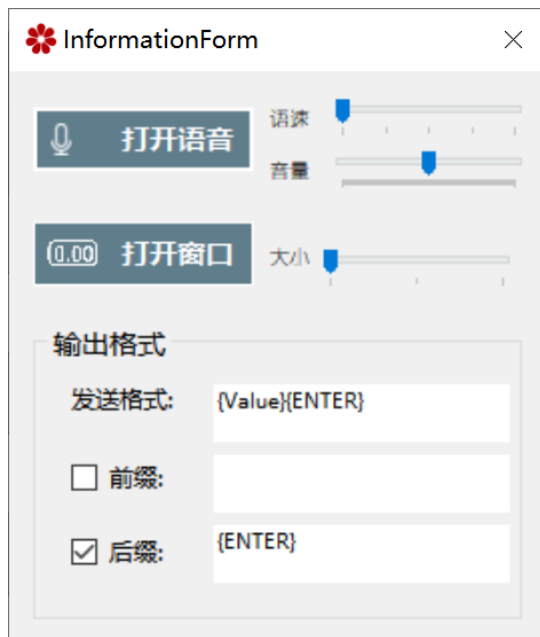 InformationForm
打开语音
语速
音量
0.00 打开窗口
大小
输出格式
发送格式: {Value}{ENTER}
前缀:
后缀: {ENTER}